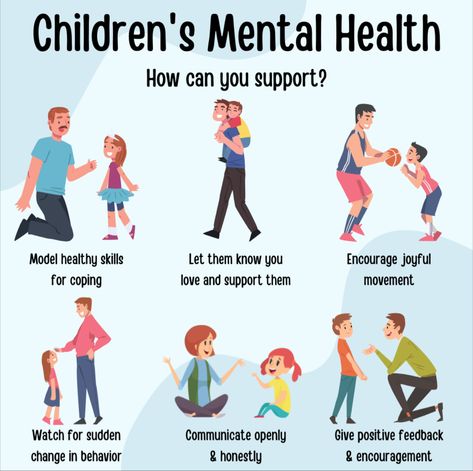 Children's Mental Health
How can you support?
Model healthy skills
for coping
Let them know you
love and support them
Encourage joyful
movement
Watch for sudden
change in behavior
Communicate openly
& honestly
Give positive feedback
& encouragement